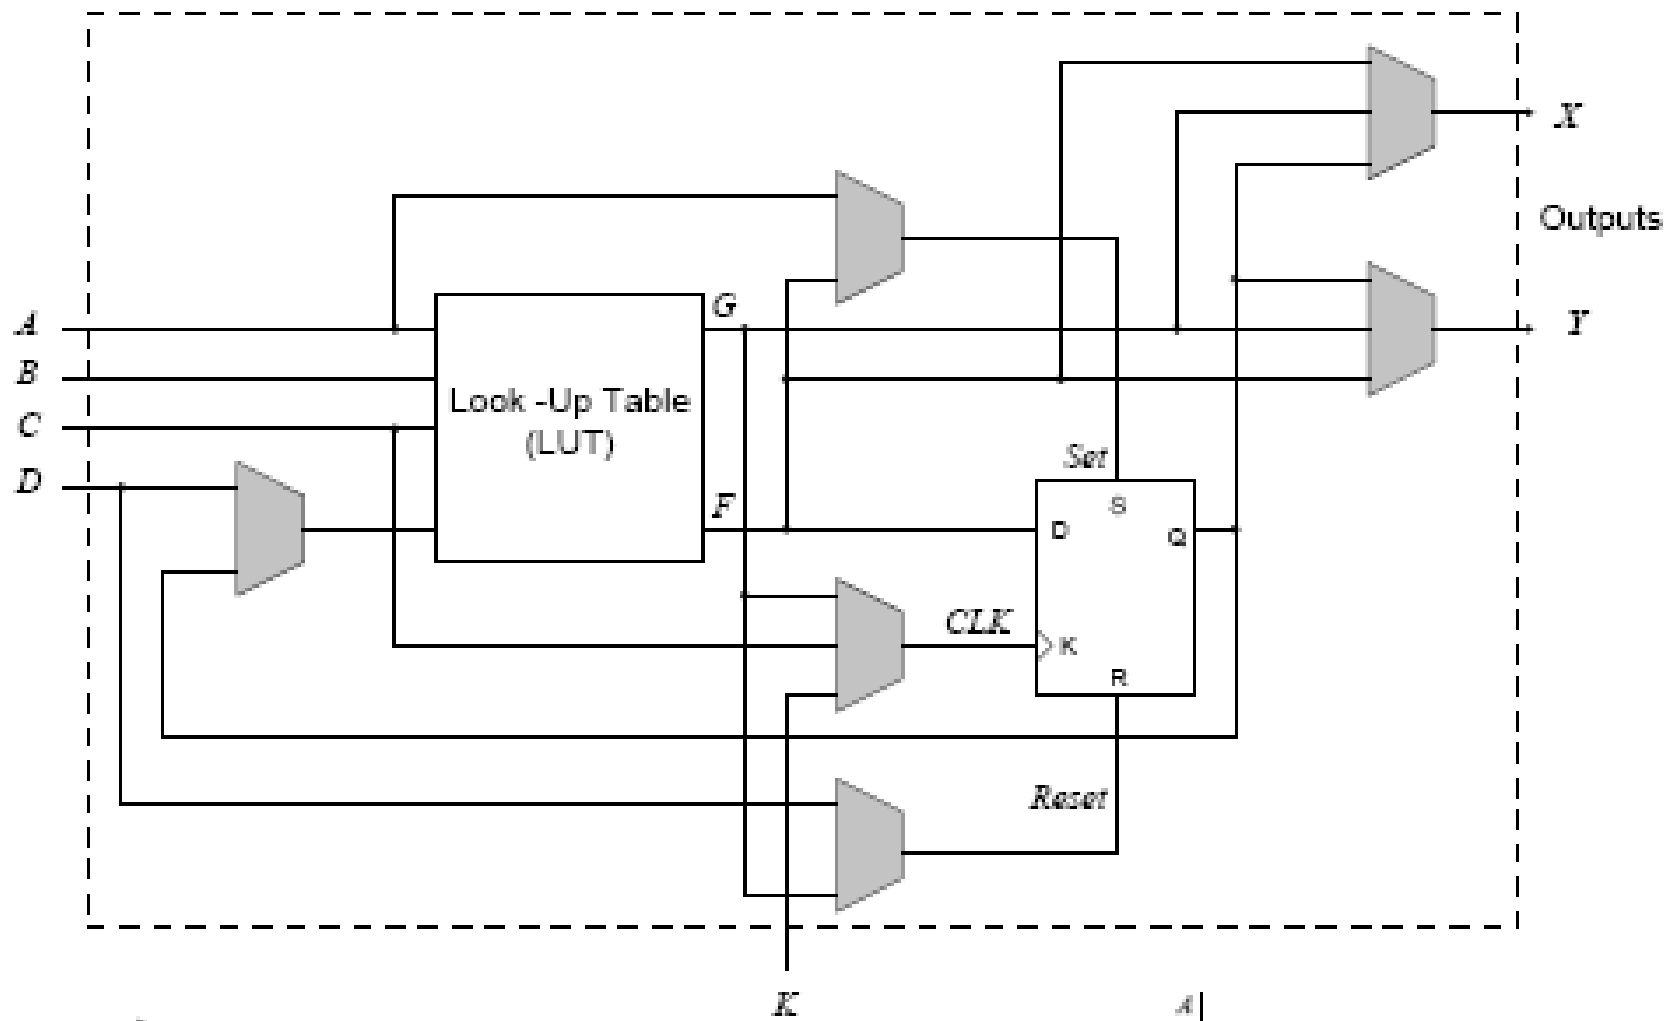 X
Outputs
A
G
Y
B
Look -Up Table
(LUT)
C
Set
D
F
S
D
Q
CLK
K
R
Reset
K
A